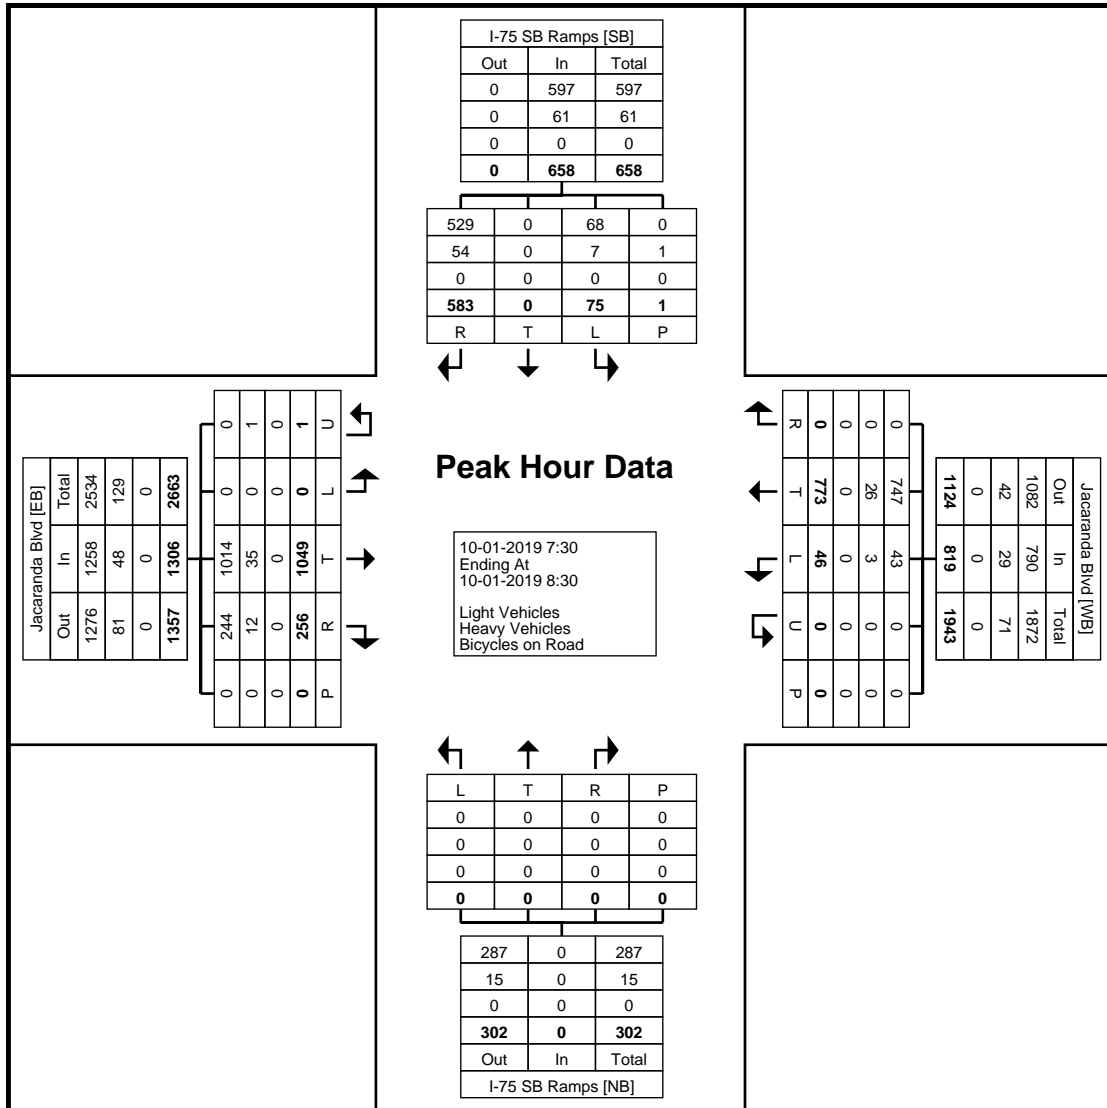 I-75 SB Ramps [SB]
Out In Total
0 597 597
0 61 61
0 0 0
0 658 658
529 0 68 0
54 0 7 1
0 0 0 0
583 0 75 1
R T L P
Jacaranda Blvd [EB]
Total In Out
2534 1258 1276
129 48 81
0 0 0
2663 1306 1357
0 0 1014 244 0
1 0 35 12 0
0 0 0 0 0
1 0 1049 256 0
U L T R P
Peak Hour Data
10-01-2019 7:30
Ending At
10-01-2019 8:30
Light Vehicles
Heavy Vehicles
Bicycles on Road
R T L U P
0 773 46 0 0
0 0 0 0 0
0 26 3 0 0
0 747 43 0 0
1124 819 1943
0 0 0
42 29 71
1082 790 1872
Out In Total
Jacaranda Blvd [WB]
L T R P
0 0 0 0
0 0 0 0
0 0 0 0
0 0 0 0
287 0 287
15 0 15
0 0 0
302 0 302
Out In Total
I-75 SB Ramps [NB]